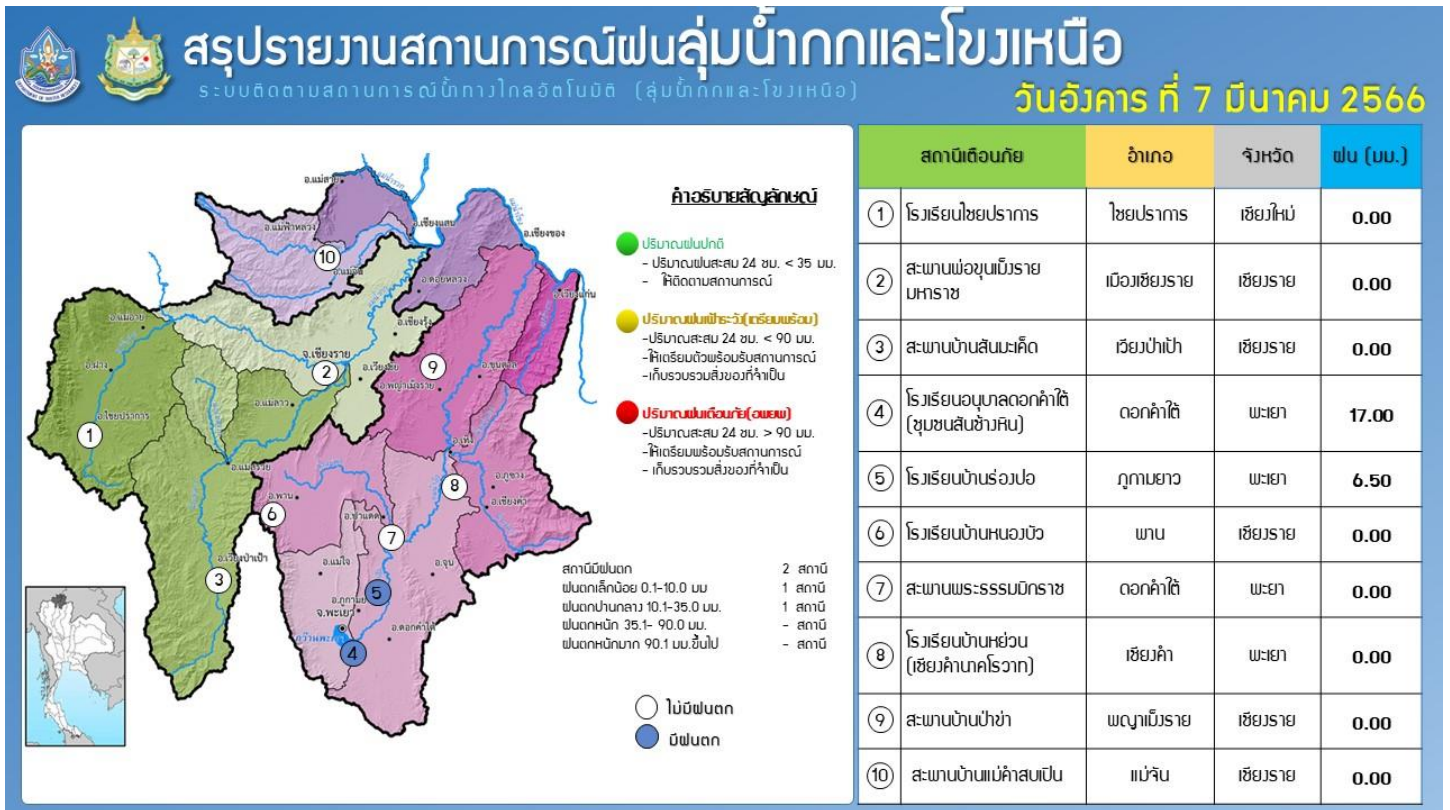 สรุปรายงานสถานการณ์ฝนลุ่มน้ำกกและโขงเหนือ
ระบบติดตามสถานการณ์น้ำทางไกลอัตโนมัติ (ลุ่มน้ำกกและโขงเหนือ)
วันอังคาร ที่ 7 มีนาคม 2566
อ.แม่สาย
อ.แม่ฟ้าหลวง
อ.เชียงแสน
อ.เชียงของ
10
อ.แม่จัน
อ.ดอยหลวง
อ.เวียงแก่น
อ.แม่อาย
อ.เชียงรุ้ง
จ.เชียงราย
อ.ฝาง
2
อ.เวียงชัย
9
อ.ขุนตาล
อ.พญาเม็งราย
อ.ไชยปราการ
อ.แม่ลาว
1
อ.เทิง
อ.แม่สรวย
8
อ.ภูซาง
อ.พาน
อ.เชียงคำ
6
อ.ป่าแดด
7
อ.เวียงป่าเป้า
3
อ.แม่ใจ
อ.จุน
5
อ.ภูกามยาว
จ.พะเยา
กว๊านพะเยา
อ.ดอกคำใต้
4
คำอธิบายสัญลักษณ์
ปริมาณฝนปกติ
- ปริมาณฝนสะสม 24 ชม. < 35 มม.
- ให้ติดตามสถานการณ์
ปริมาณฝนเฝ้าระวัง(เตรียมพร้อม)
-ปริมาณสะสม 24 ชม. < 90 มม.
-ให้เตรียมตัวพร้อมรับสถานการณ์
-เก็บรวบรวมสิ่งของที่จำเป็น
ปริมาณฝนเตือนภัย(อพยพ)
-ปริมาณสะสม 24 ชม. > 90 มม.
-ให้เตรียมพร้อมรับสถานการณ์
- เก็บรวบรวมสิ่งของที่จำเป็น
สถานีมีฝนตก 2 สถานี
ฝนตกเล็กน้อย 0.1-10.0 มม 1 สถานี
ฝนตกปานกลาง 10.1-35.0 มม. 1 สถานี
ฝนตกหนัก 35.1- 90.0 มม. - สถานี
ฝนตกหนักมาก 90.1 มม.ขึ้นไป - สถานี
ไม่มีฝนตก
มีฝนตก
สถานีเตือนภัย อำเภอ จังหวัด ฝน (มม.)
1 โรงเรียนไชยปราการ ไชยปราการ เชียงใหม่ 0.00
2 สะพานพ่อขุนเม็งราย เมืองเชียงราย เชียงราย 0.00
มหาราช
3 สะพานบ้านสันมะเค็ด เวียงป่าเป้า เชียงราย 0.00
4 โรงเรียนอนุบาลดอกคำใต้ ดอกคำใต้ พะเยา 17.00
(ชุมชนสันช้างหิน)
5 โรงเรียนบ้านร่องปอ ภูกามยาว พะเยา 6.50
6 โรงเรียนบ้านหนองบัว พาน เชียงราย 0.00
7 สะพานพระธรรมมิกราช ดอกคำใต้ พะเยา 0.00
8 โรงเรียนบ้านหย่วน เชียงคำ พะเยา 0.00
(เชียงคำนาคโรวาท)
9 สะพานบ้านป่าข่า พญาเม็งราย เชียงราย 0.00
10 สะพานบ้านแม่คำสบเปิน แม่จัน เชียงราย 0.00